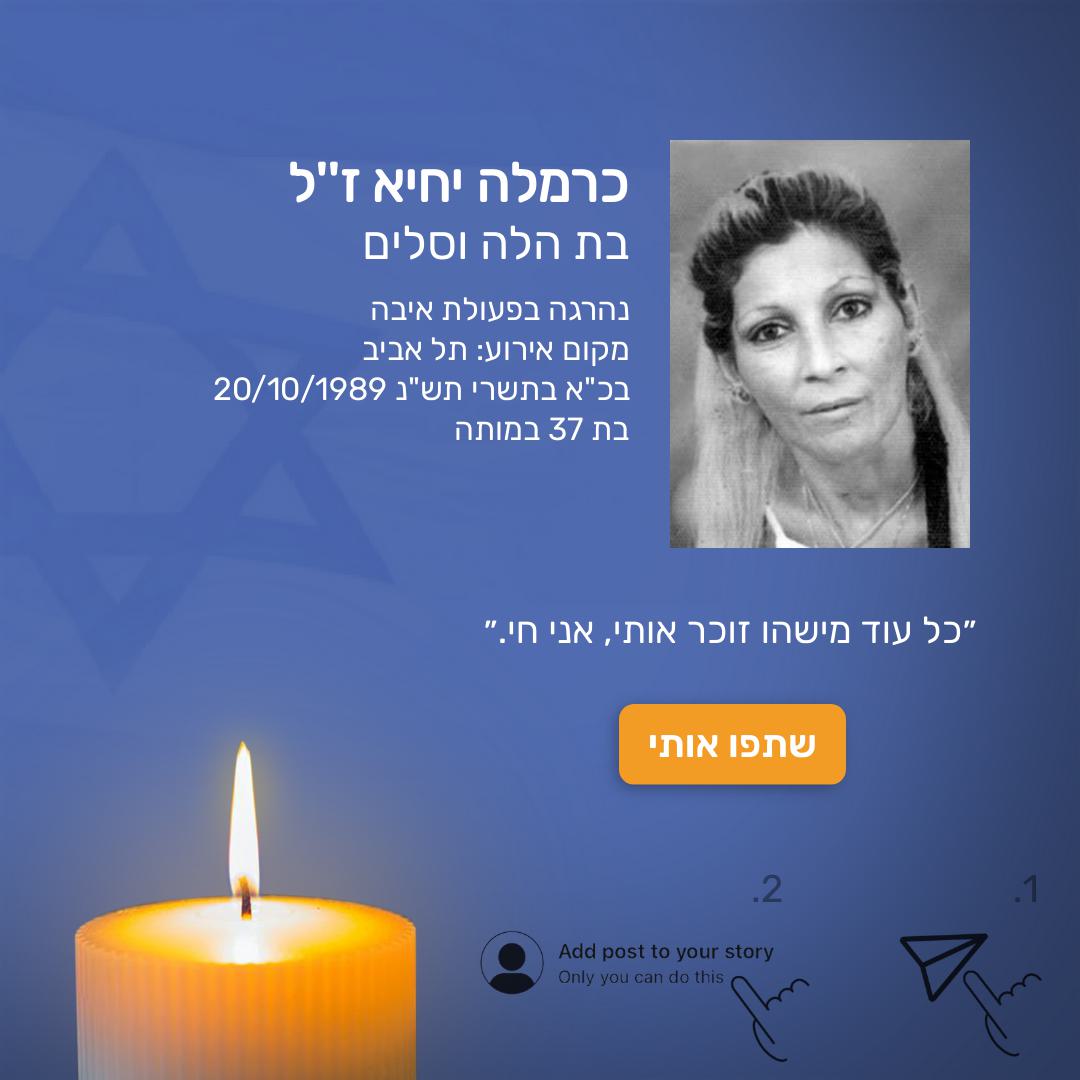 כרמלה יחיא ז"ל
בת הלה וסלים
נהרגה בפעולת איבה
מקום אירוע: תל אביב
בכ"א בתשרי תש"נ 20/10/1989
בת 37 במותה
״כל עוד מישהו זוכר אותי, אני חי.״
שתפו אותי
1.
2.
Add post to your story
Only you can do this